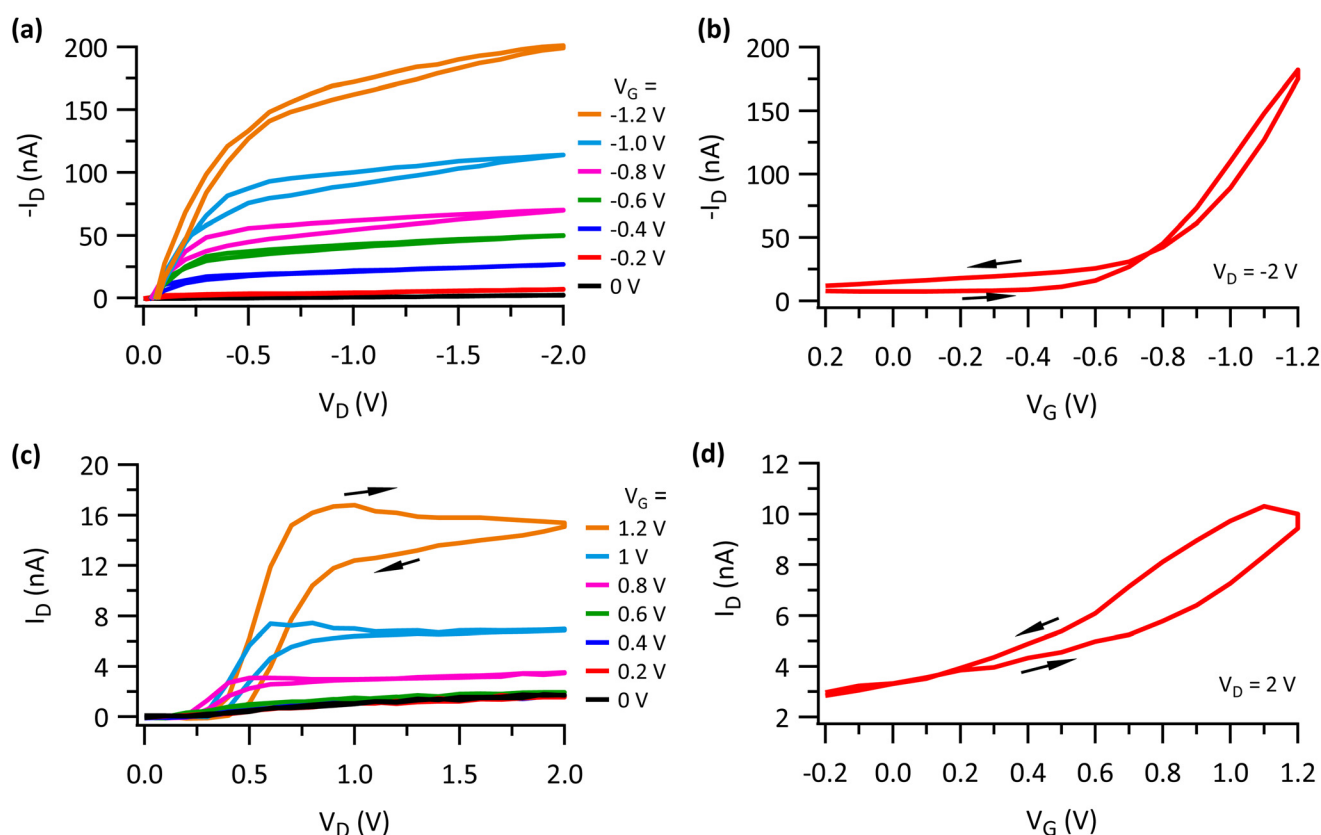 (a)
200
150
100
50
0
-I_D (nA)
0.0 -0.5 -1.0 -1.5 -2.0
V_D (V)
V_G =
-1.2 V
-1.0 V
-0.8 V
-0.6 V
-0.4 V
-0.2 V
0 V
(b)
200
150
100
50
0
-I_D (nA)
V_D = -2 V
0.2 0.0 -0.2 -0.4 -0.6 -0.8 -1.0 -1.2
V_G (V)
(c)
20
16
12
8
4
0
I_D (nA)
0.0 0.5 1.0 1.5 2.0
V_D (V)
V_G =
1.2 V
1 V
0.8 V
0.6 V
0.4 V
0.2 V
0 V
(d)
12
10
8
6
4
2
I_D (nA)
V_D = 2 V
-0.2 0.0 0.2 0.4 0.6 0.8 1.0 1.2
V_G (V)